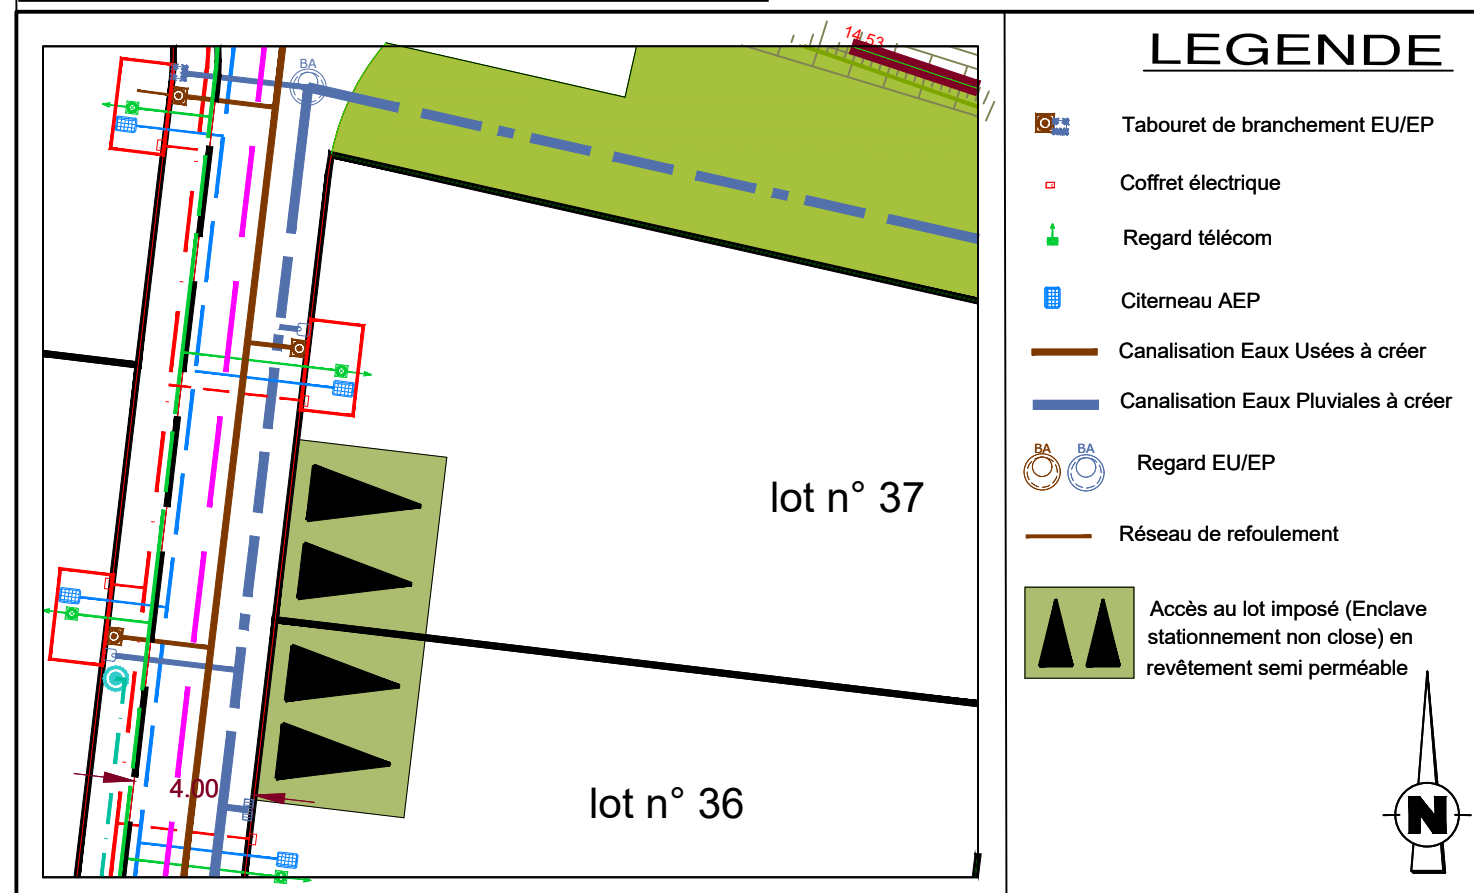 14.53
BA
lot n° 37
4.00
lot n° 36
LEGENDE
Tabouret de branchement EU/EP
Coffret électrique
Regard télécom
Citerneau AEP
Canalisation Eaux Usées à créer
Canalisation Eaux Pluviales à créer
BA BA
Regard EU/EP
Réseau de refoulement
Accès au lot imposé (Enclave
stationnement non close) en
revêtement semi perméable
N